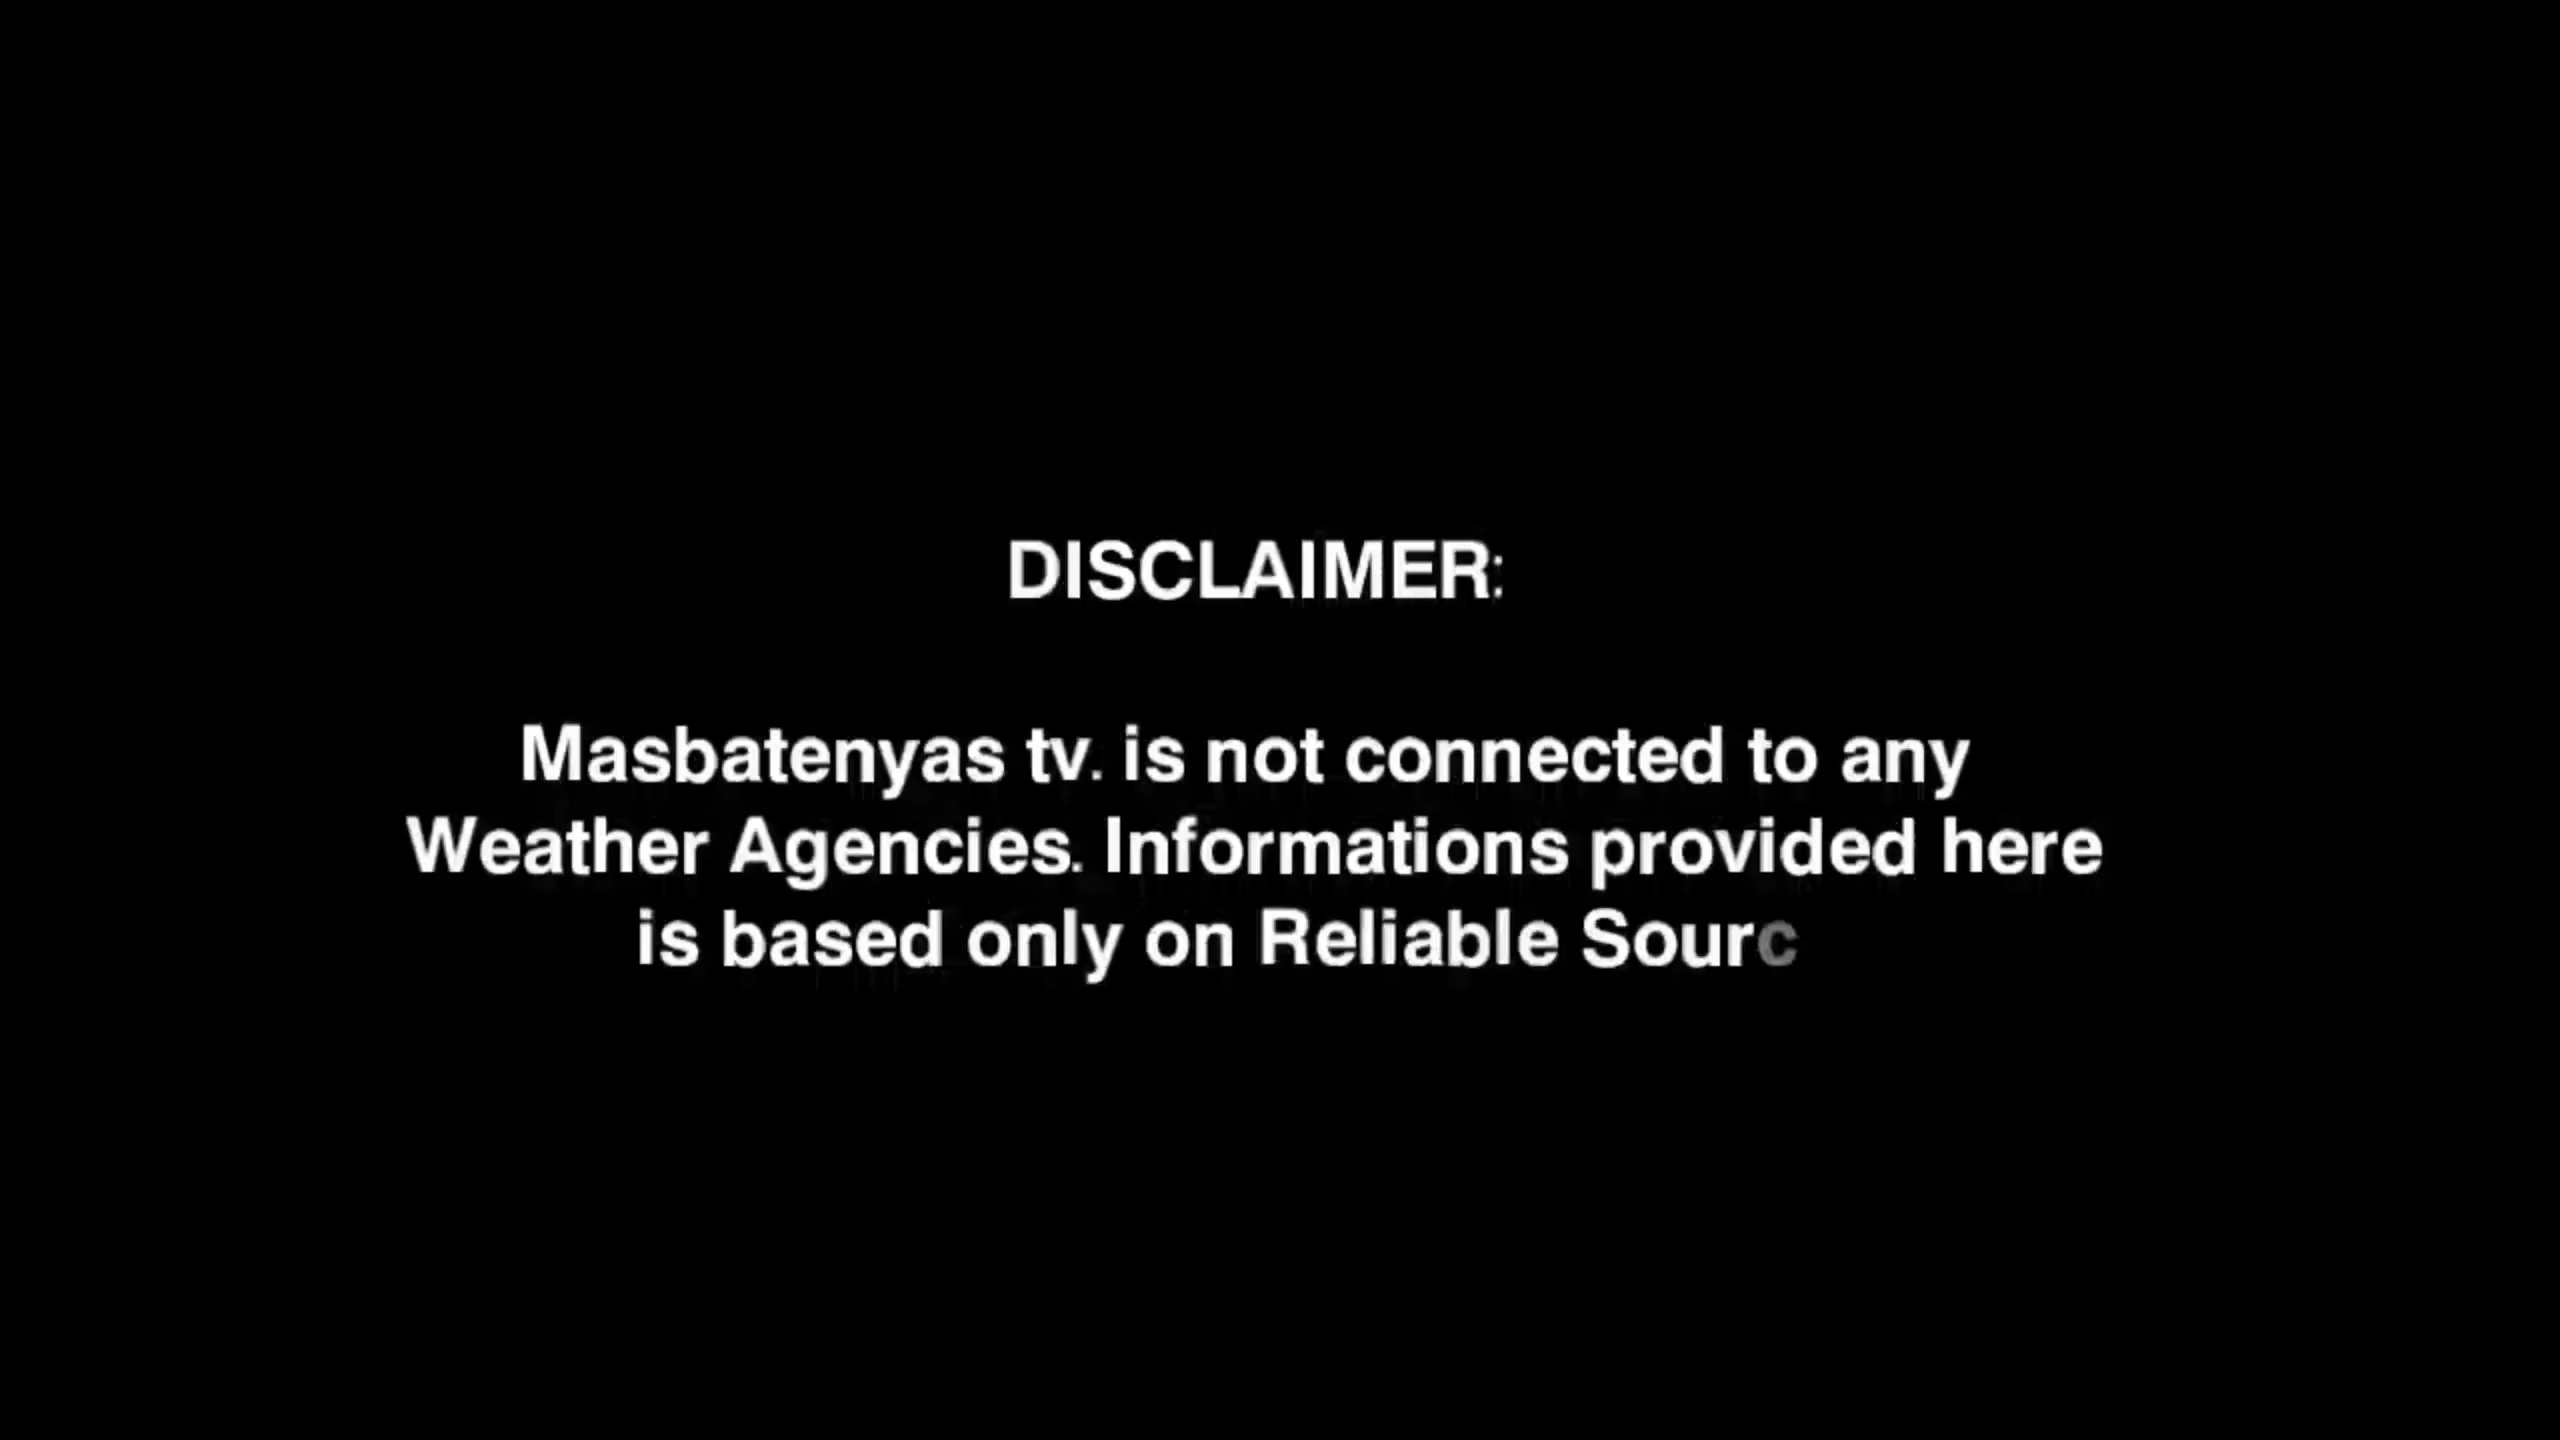 DISCLAIMER:
Masbatenyas tv. is not connected to any
Weather Agencies. Informations provided here
is based only on Reliable Sourc